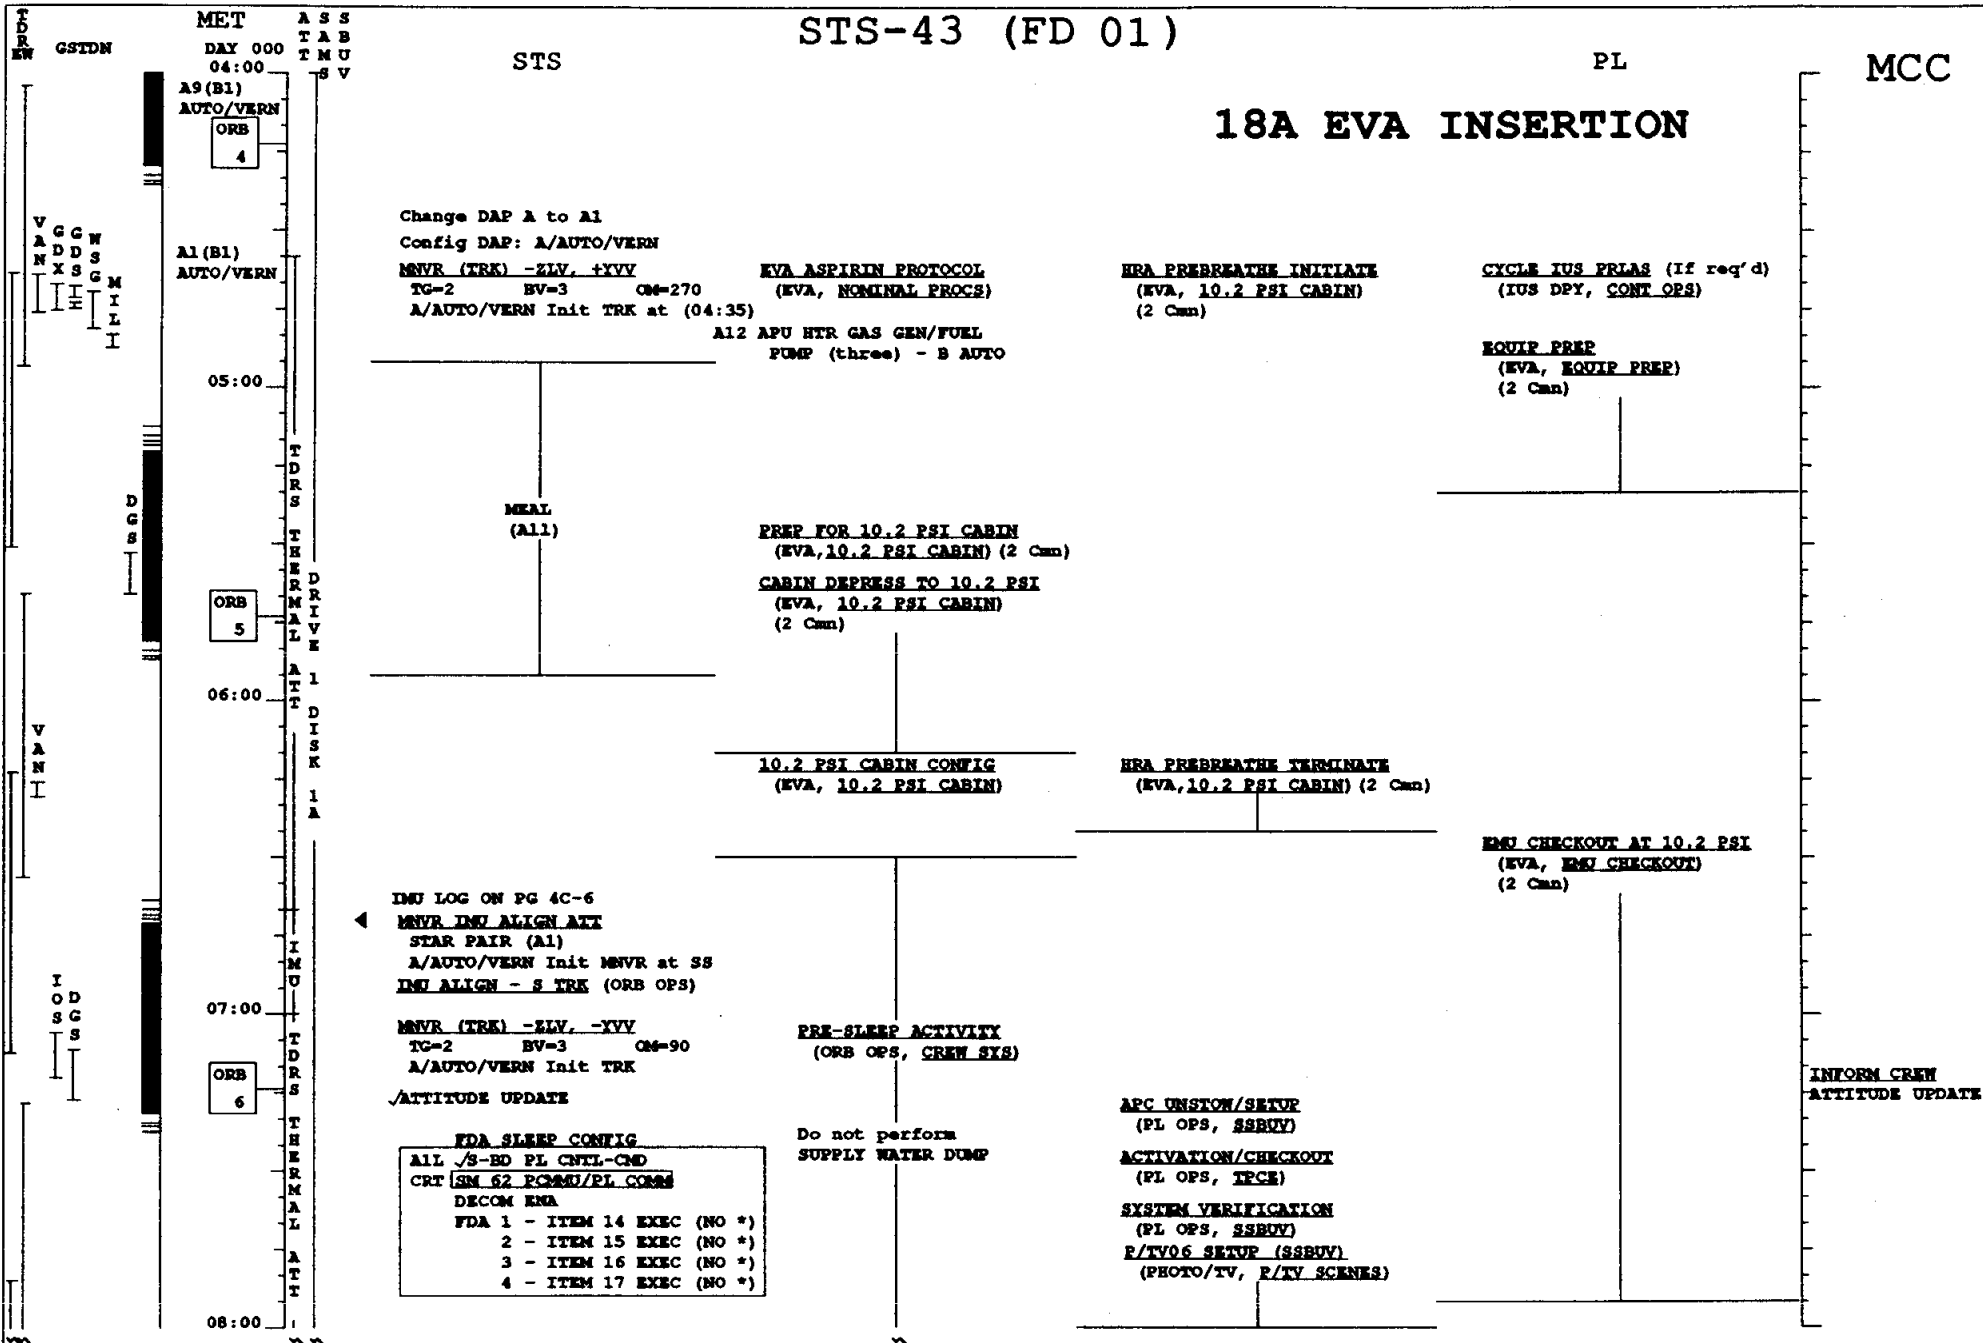 STS-43 (FD 01)
TDRS
EW
GSTDN
MET
DAY 000
04:00
ATT
SAMS
SSBUV
STS
PL
MCC
18A EVA INSERTION
A9(B1)
AUTO/VERN
ORB
4
VAN
GDX
GDS
WSG
MIL
A1(B1)
AUTO/VERN
Change DAP A to A1
Config DAP: A/AUTO/VERN
MNVR (TRK) -ZLV, +YVV
TG=2 BV=3 OM=270
A/AUTO/VERN Init TRK at (04:35)
EVA ASPIRIN PROTOCOL
(EVA, NOMINAL PROCS)
A12 APU HTR GAS GEN/FUEL
PUMP (three) - B AUTO
HRA PREBREATHE INITIATE
(EVA, 10.2 PSI CABIN)
(2 Cmn)
CYCLE IUS PRLAS (If req'd)
(IUS DPY, CONT OPS)
EQUIP PREP
(EVA, EQUIP PREP)
(2 Cmn)
05:00
TDRS THERMAL ATT
DRIVE 1 DISK 1A
DGS
MEAL
(All)
PREP FOR 10.2 PSI CABIN
(EVA,10.2 PSI CABIN) (2 Cmn)
CABIN DEPRESS TO 10.2 PSI
(EVA, 10.2 PSI CABIN)
(2 Cmn)
ORB
5
06:00
VAN
10.2 PSI CABIN CONFIG
(EVA, 10.2 PSI CABIN)
HRA PREBREATHE TERMINATE
(EVA,10.2 PSI CABIN) (2 Cmn)
EMU CHECKOUT AT 10.2 PSI
(EVA, EMU CHECKOUT)
(2 Cmn)
IMU LOG ON PG 4C-6
MNVR IMU ALIGN ATT
STAR PAIR (A1)
A/AUTO/VERN Init MNVR at SS
IMU ALIGN - S TRK (ORB OPS)
IMU
IOS
DGS
07:00
MNVR (TRK) -ZLV, -YVV
TG=2 BV=3 OM=90
A/AUTO/VERN Init TRK
√ATTITUDE UPDATE
PRE-SLEEP ACTIVITY
(ORB OPS, CREW SYS)
TDRS THERMAL ATT
ORB
6
INFORM CREW
ATTITUDE UPDATE
Do not perform
SUPPLY WATER DUMP
FDA SLEEP CONFIG
A1L √S-BD PL CNTL-CMD
CRT SM 62 PCMMU/PL COMM
DECOM ENA
FDA 1 - ITEM 14 EXEC (NO *)
2 - ITEM 15 EXEC (NO *)
3 - ITEM 16 EXEC (NO *)
4 - ITEM 17 EXEC (NO *)
APC UNSTOW/SETUP
(PL OPS, SSBUV)
ACTIVATION/CHECKOUT
(PL OPS, TPCE)
SYSTEM VERIFICATION
(PL OPS, SSBUV)
P/TV06 SETUP (SSBUV)
(PHOTO/TV, P/TV SCENES)
08:00